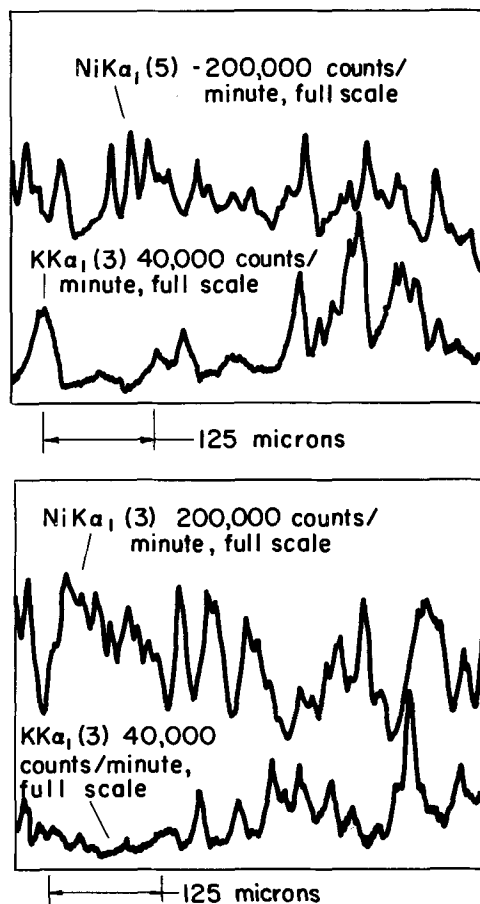 NiKα₁ (5) - 200,000 counts/
minute, full scale
KKα₁ (3) 40,000 counts/
minute, full scale
125 microns
NiKα₁ (3) 200,000 counts/
minute, full scale
KKα₁ (3) 40,000
counts/minute,
full scale
125 microns